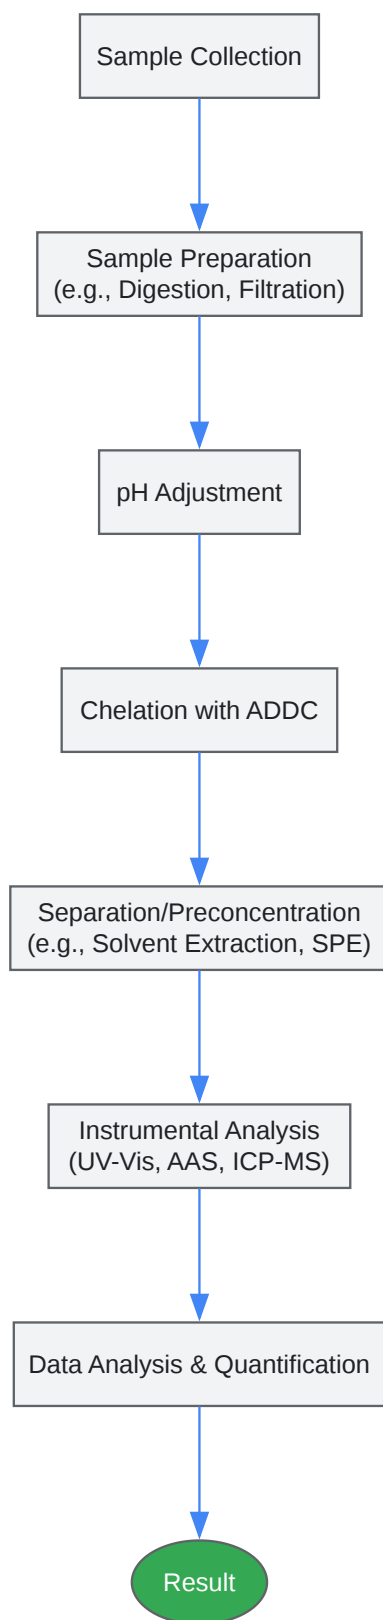 Sample Collection
Sample Preparation
(e.g., Digestion, Filtration)
pH Adjustment
Chelation with ADDC
Separation/Preconcentration
(e.g., Solvent Extraction, SPE)
Instrumental Analysis
(UV-Vis, AAS, ICP-MS)
Data Analysis & Quantification
Result